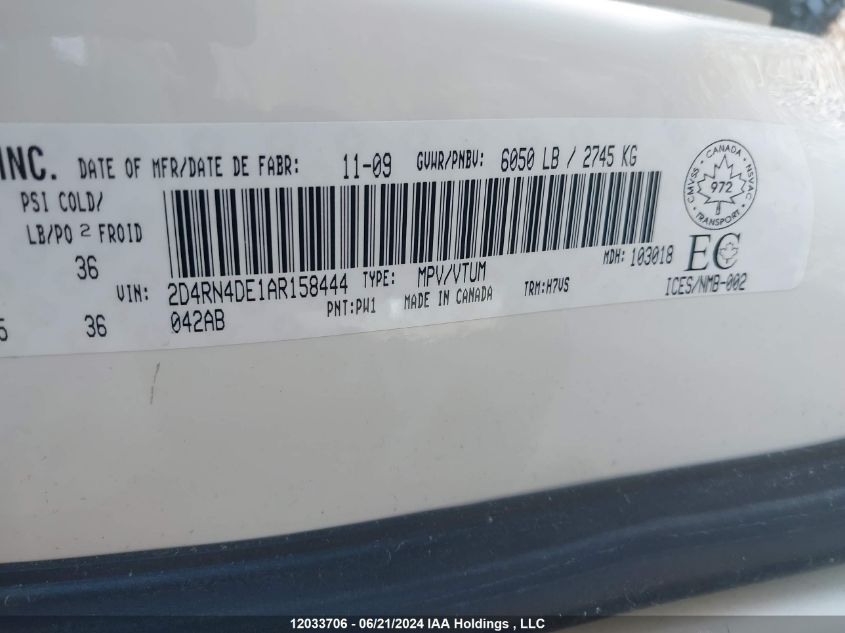 INC. DATE OF MFR/DATE DE FABR: 11-09 GVWR/PNBV: 6050 LB / 2745 KG
PSI COLD/
LB/PO 2 FROID
36
MDH: 103018
VIN: 2D4RN4DE1AR158444 TYPE: MPV/VTUM
5 36 042AB PNT:PW1 MADE IN CANADA TRM:H7VS
CMVSS CANADA NSVAC
972
TRANSPORT
EC
ICES/NMB-002
12033706 - 06/21/2024 IAA Holdings , LLC